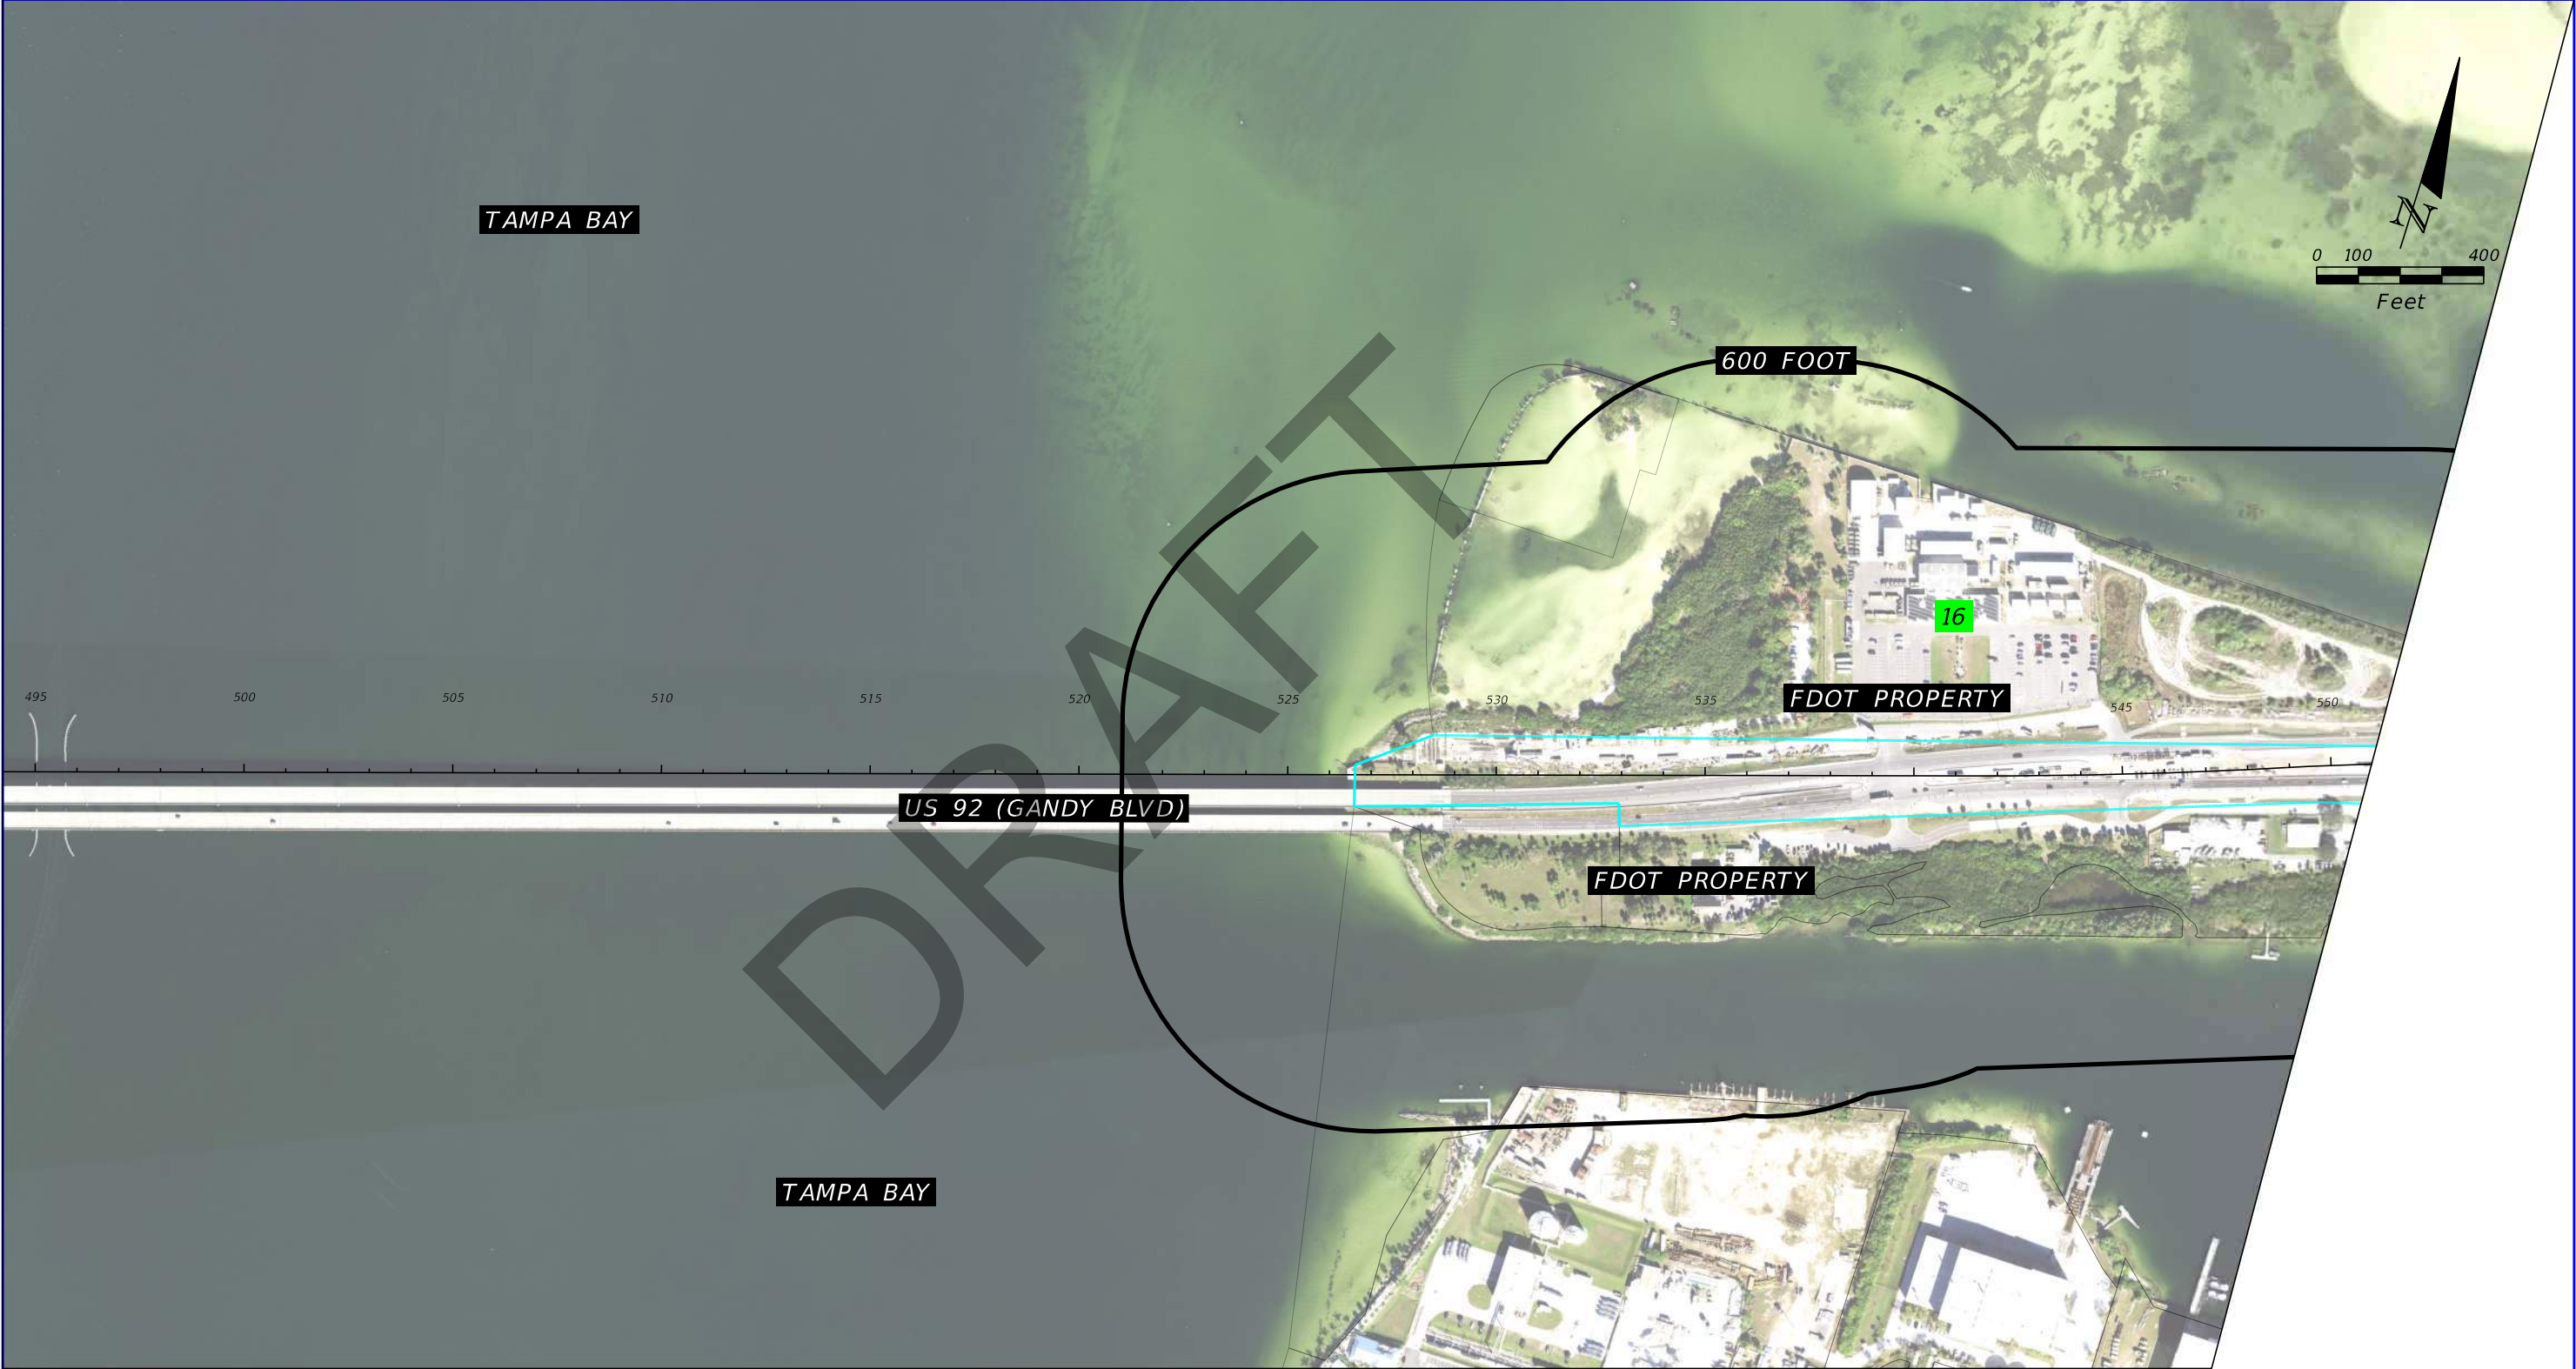 TAMPA BAY
N
0 100 400
Feet
600 FOOT
16
FDOT PROPERTY
495 500 505 510 515 520 525 530 535 545 550
US 92 (GANDY BLVD)
FDOT PROPERTY
DRAFT
TAMPA BAY